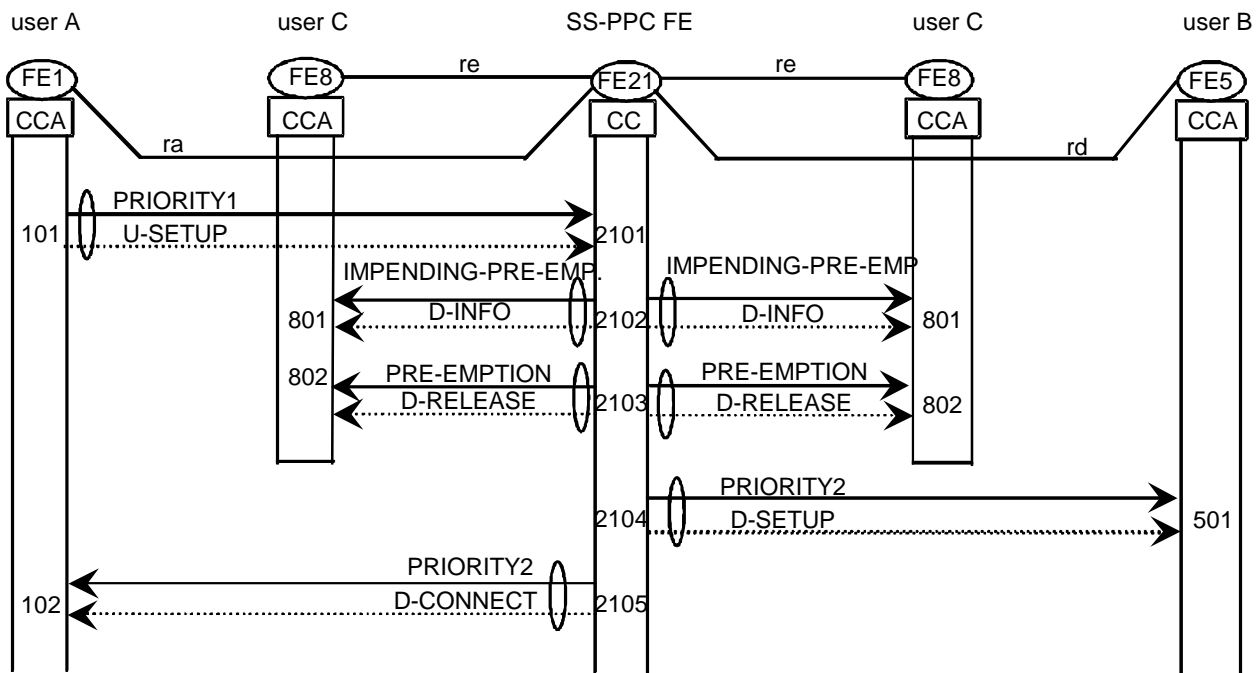 user A user C SS-PPC FE user C user B
FE1 FE8 re FE21 re FE8 FE5
CCA CCA CC CCA CCA
ra rd
PRIORITY1
101 U-SETUP 2101
IMPENDING-PRE-EMP. IMPENDING-PRE-EMP
801 D-INFO 2102 D-INFO 801
802 PRE-EMPTION PRE-EMPTION
D-RELEASE 2103 D-RELEASE 802
PRIORITY2
2104 D-SETUP 501
PRIORITY2
102 D-CONNECT 2105